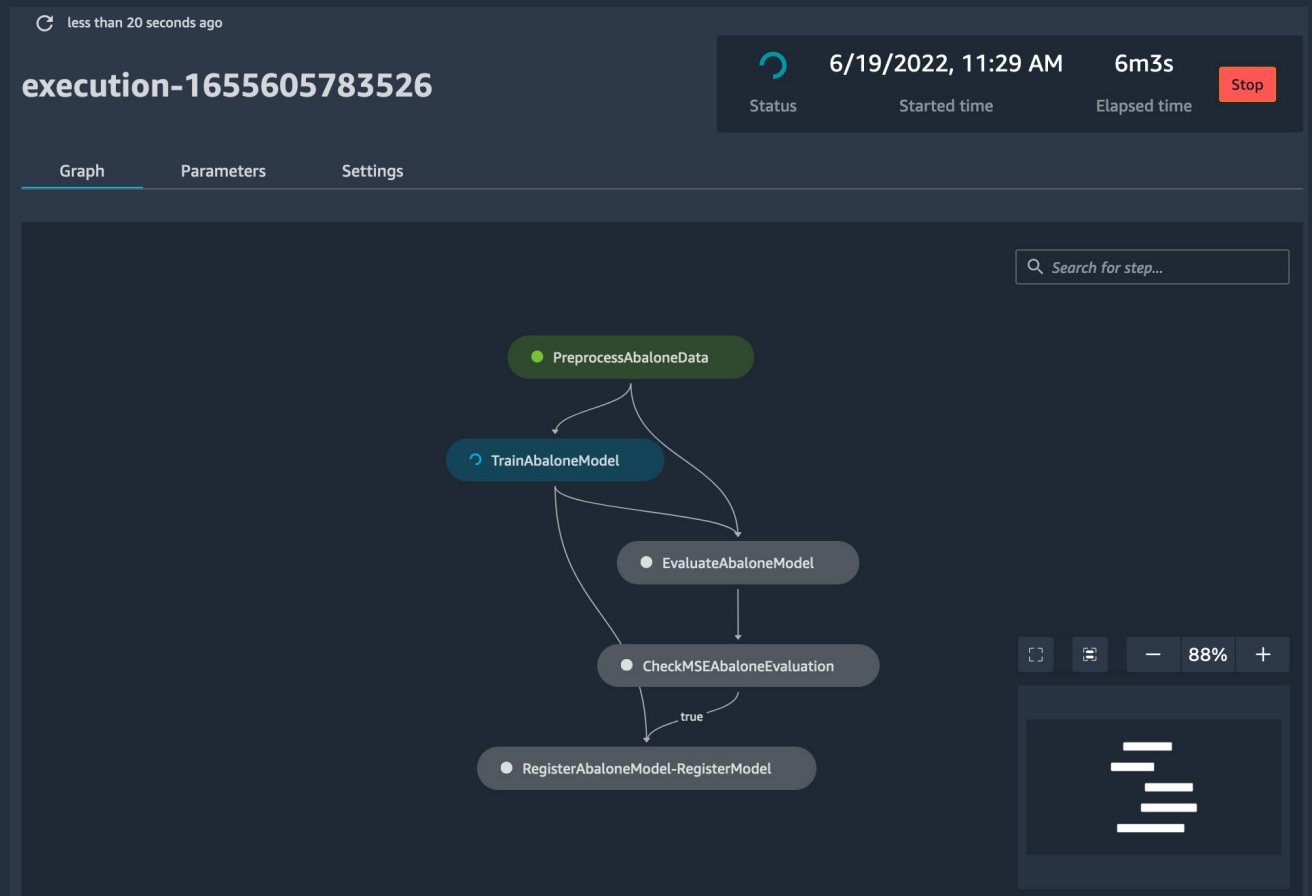 less than 20 seconds ago
execution-1655605783526
6/19/2022, 11:29 AM
6m3s
Stop
Status
Started time
Elapsed time
Graph
Parameters
Settings
Search for step...
PreprocessAbaloneData
TrainAbaloneModel
EvaluateAbaloneModel
CheckMSEAbaloneEvaluation
88%
true
RegisterAbaloneModel-RegisterModel